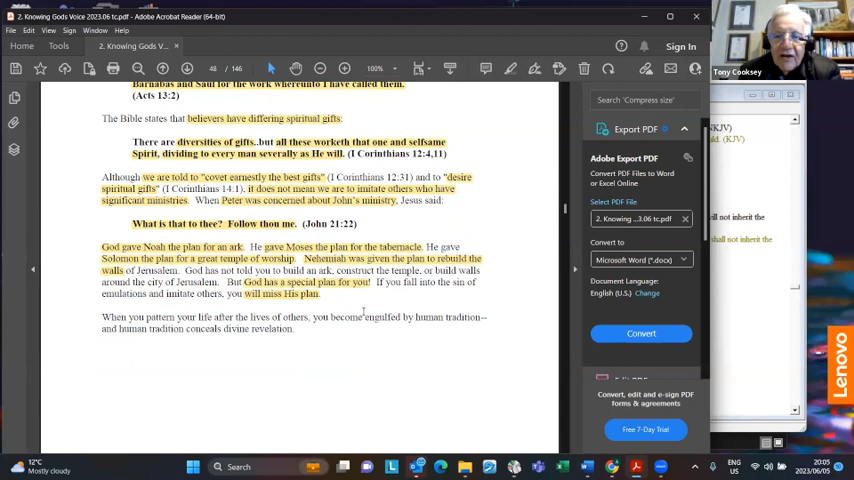 2. Knowing Gods Voice 2023.06 tc.pdf - Adobe Acrobat Reader (64-bit)
File Edit View Sign Window Help
Home Tools 2. Knowing Gods V... ×
48 / 146 100%
Sign In
Tony Cooksey
Barnabas and Saul for the work whereunto I have called them.
(Acts 13:2)
The Bible states that believers have differing spiritual gifts:
There are diversities of gifts..but all these worketh that one and selfsame
Spirit, dividing to every man severally as He will. (I Corinthians 12:4,11)
Although we are told to "covet earnestly the best gifts" (I Corinthians 12:31) and to "desire
spiritual gifts" (I Corinthians 14:1), it does not mean we are to imitate others who have
significant ministries. When Peter was concerned about John's ministry, Jesus said:
What is that to thee? Follow thou me. (John 21:22)
God gave Noah the plan for an ark. He gave Moses the plan for the tabernacle. He gave
Solomon the plan for a great temple of worship. Nehemiah was given the plan to rebuild the
walls of Jerusalem. God has not told you to build an ark, construct the temple, or build walls
around the city of Jerusalem. But God has a special plan for you! If you fall into the sin of
emulations and imitate others, you will miss His plan.
When you pattern your life after the lives of others, you become engulfed by human tradition--
and human tradition conceals divine revelation.
Search 'Compress size'
Export PDF
Adobe Export PDF
Convert PDF Files to Word
or Excel Online
Select PDF File
2. Knowing ...3.06 tc.pdf ×
Convert to
Microsoft Word (*.docx)
Document Language:
English (U.S.) Change
Convert
Edit PDF
Convert, edit and e-sign PDF
forms & agreements
Free 7-Day Trial
NKJV)
ld. (KJV)
will not inherit the
shall not inherit the
Lenovo
12°C
Mostly cloudy
Search
ENG
US
20:05
2023/06/05